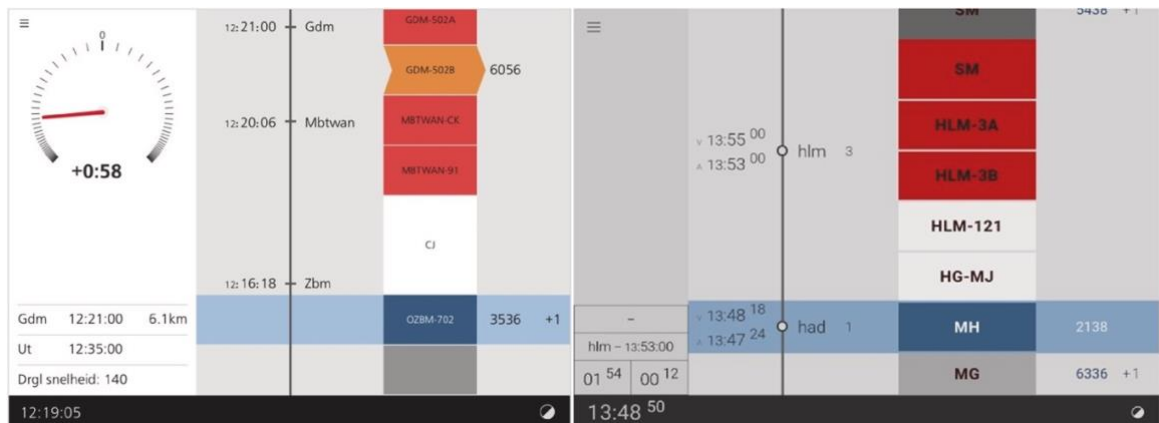 0
+0:58
Gdm 12:21:00 6.1km
Ut 12:35:00
Drgl snelheid: 140
12:21:00 Gdm GDM-502A
GDM-502B 6056
12:20:06 Mbtwan MBTWAN-CK
MBTWAN-91
CJ
12:16:18 Zbm
OZBM-702 3536 +1
12:19:05
SM 5438 +1
SM
HLM-3A
v 13:55 00
hlm 3
ʌ 13:53 00
HLM-3B
HLM-121
HG-MJ
v 13:48 18
had 1 MH 2138
ʌ 13:47 24
MG 6336 +1
–
hlm – 13:53:00
01 54 00 12
13:48 50